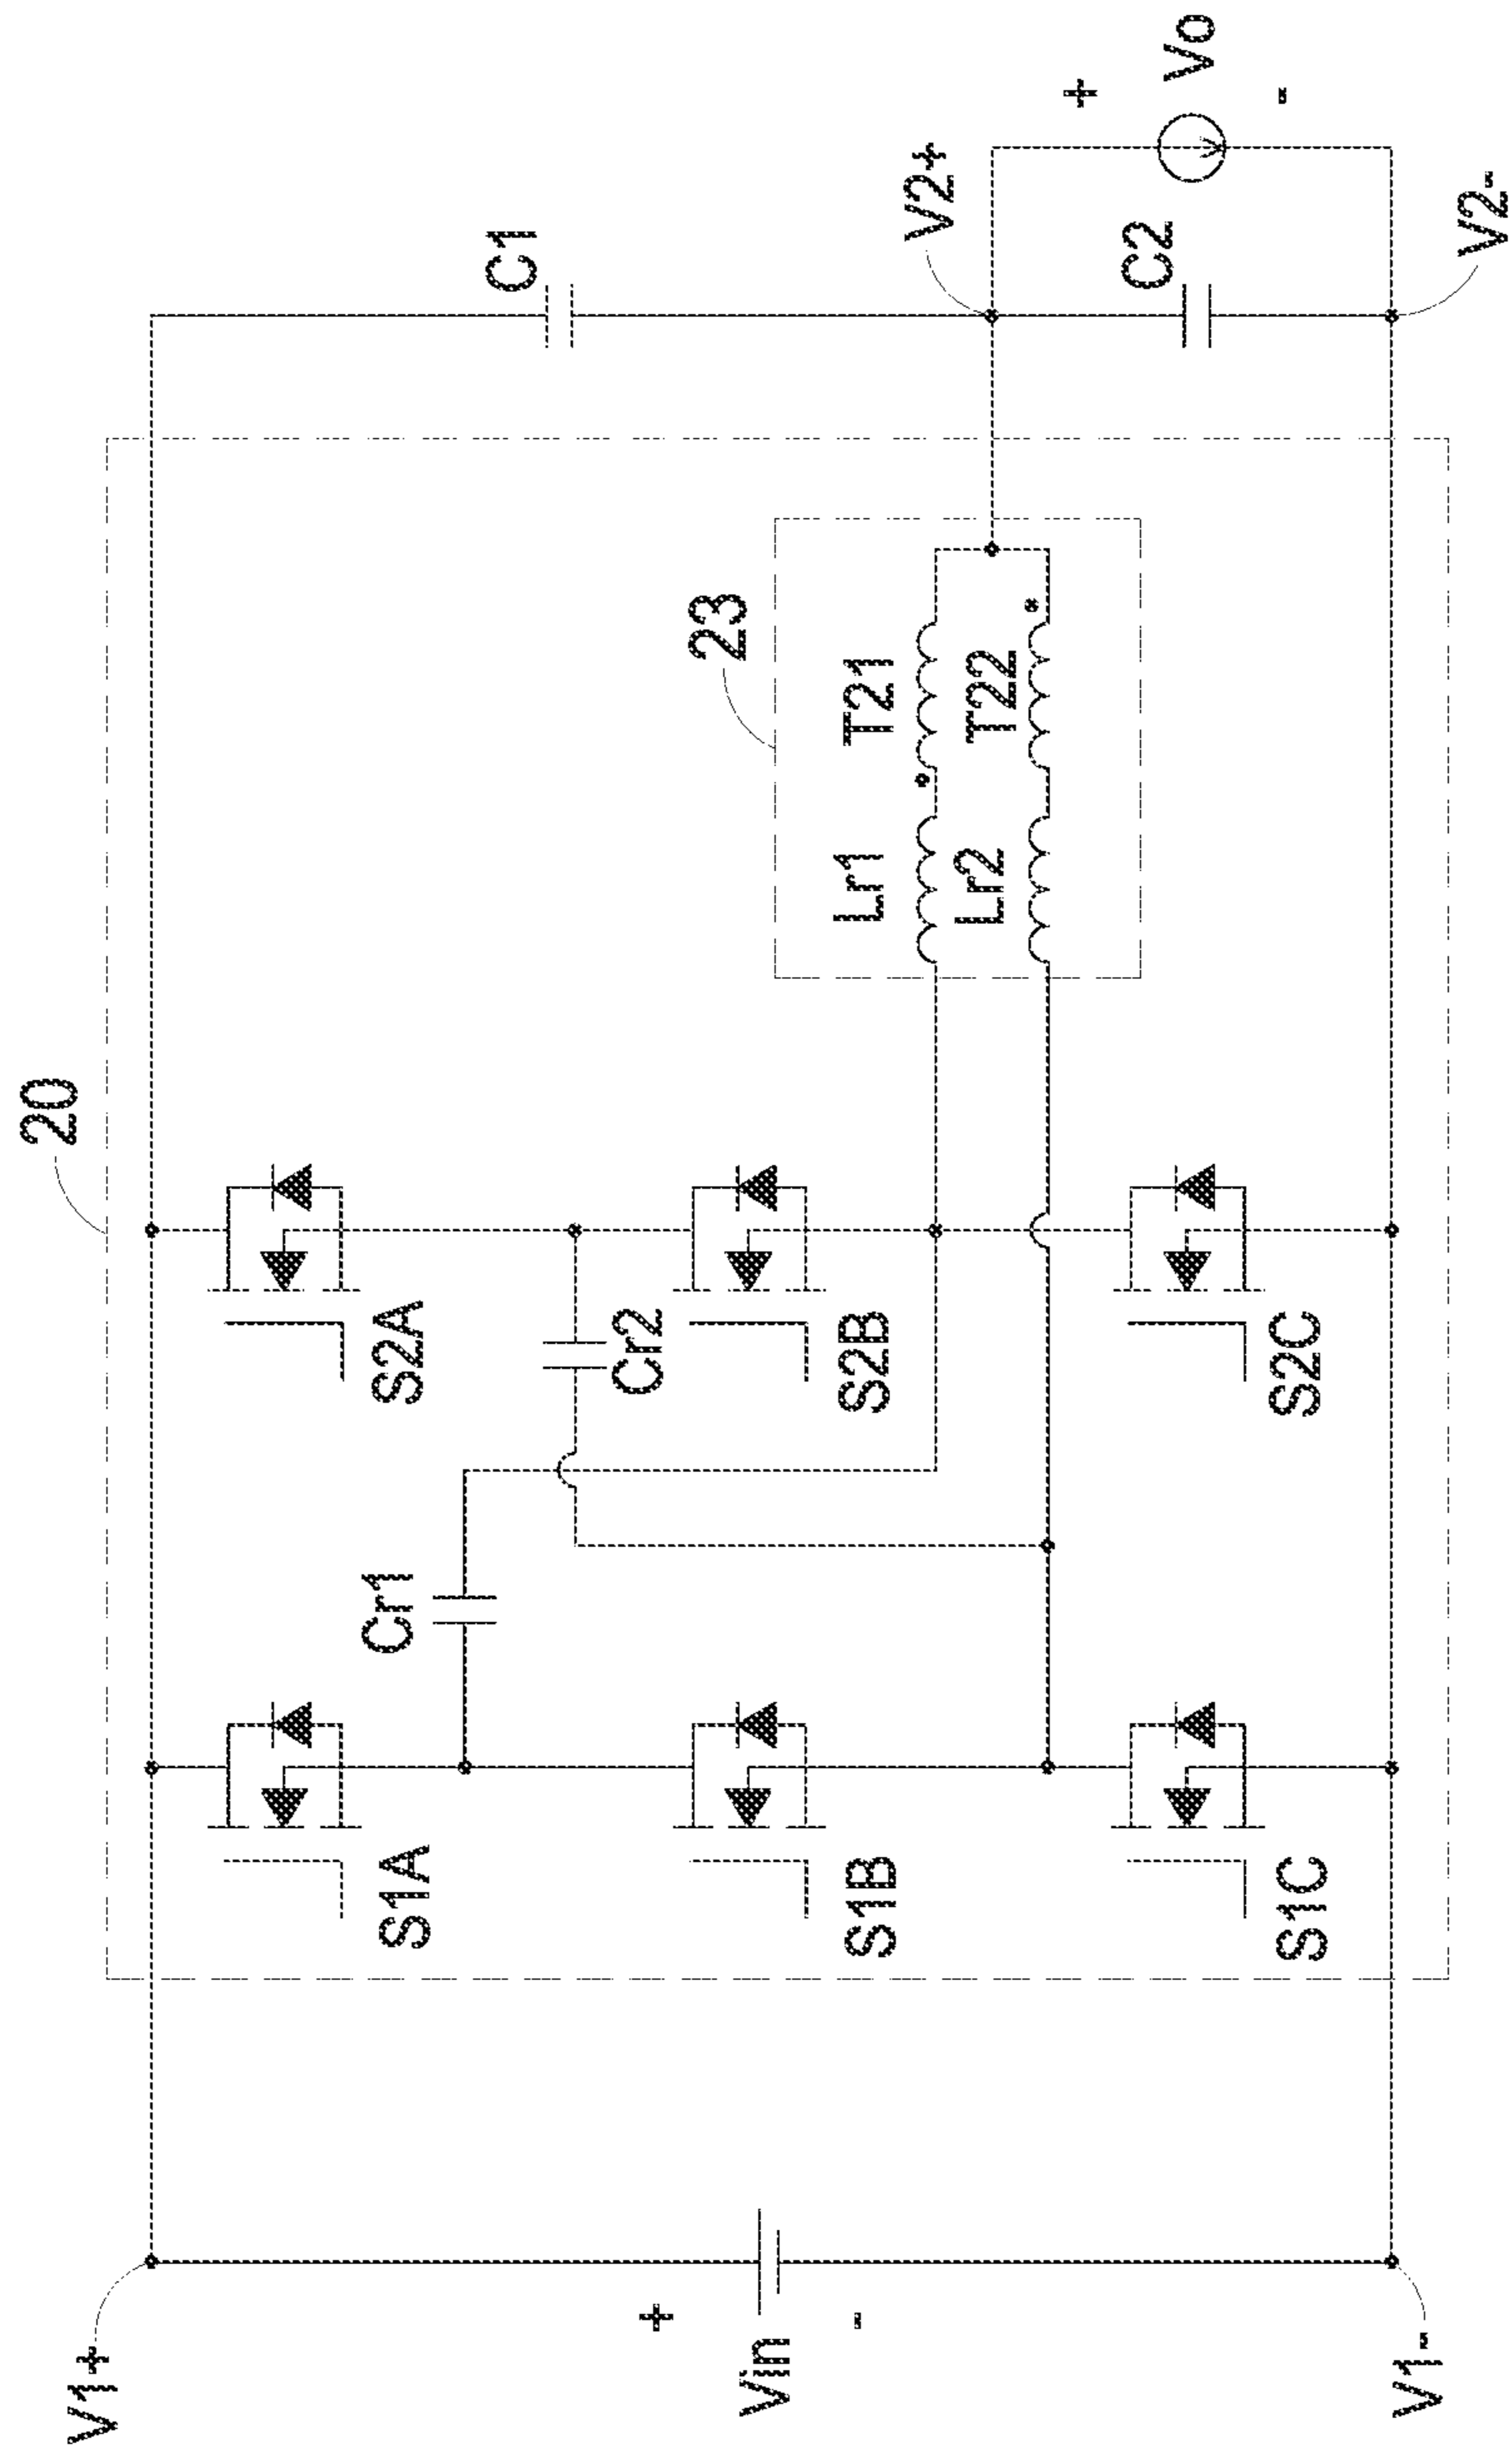 20
V1+
Vin
+
-
V1-
S1A
S1B
S1C
Cr1
S2A
Cr2
S2B
S2C
23
Lr1
T21
Lr2
T22
C1
V2+
C2
V2-
+
Vo
-